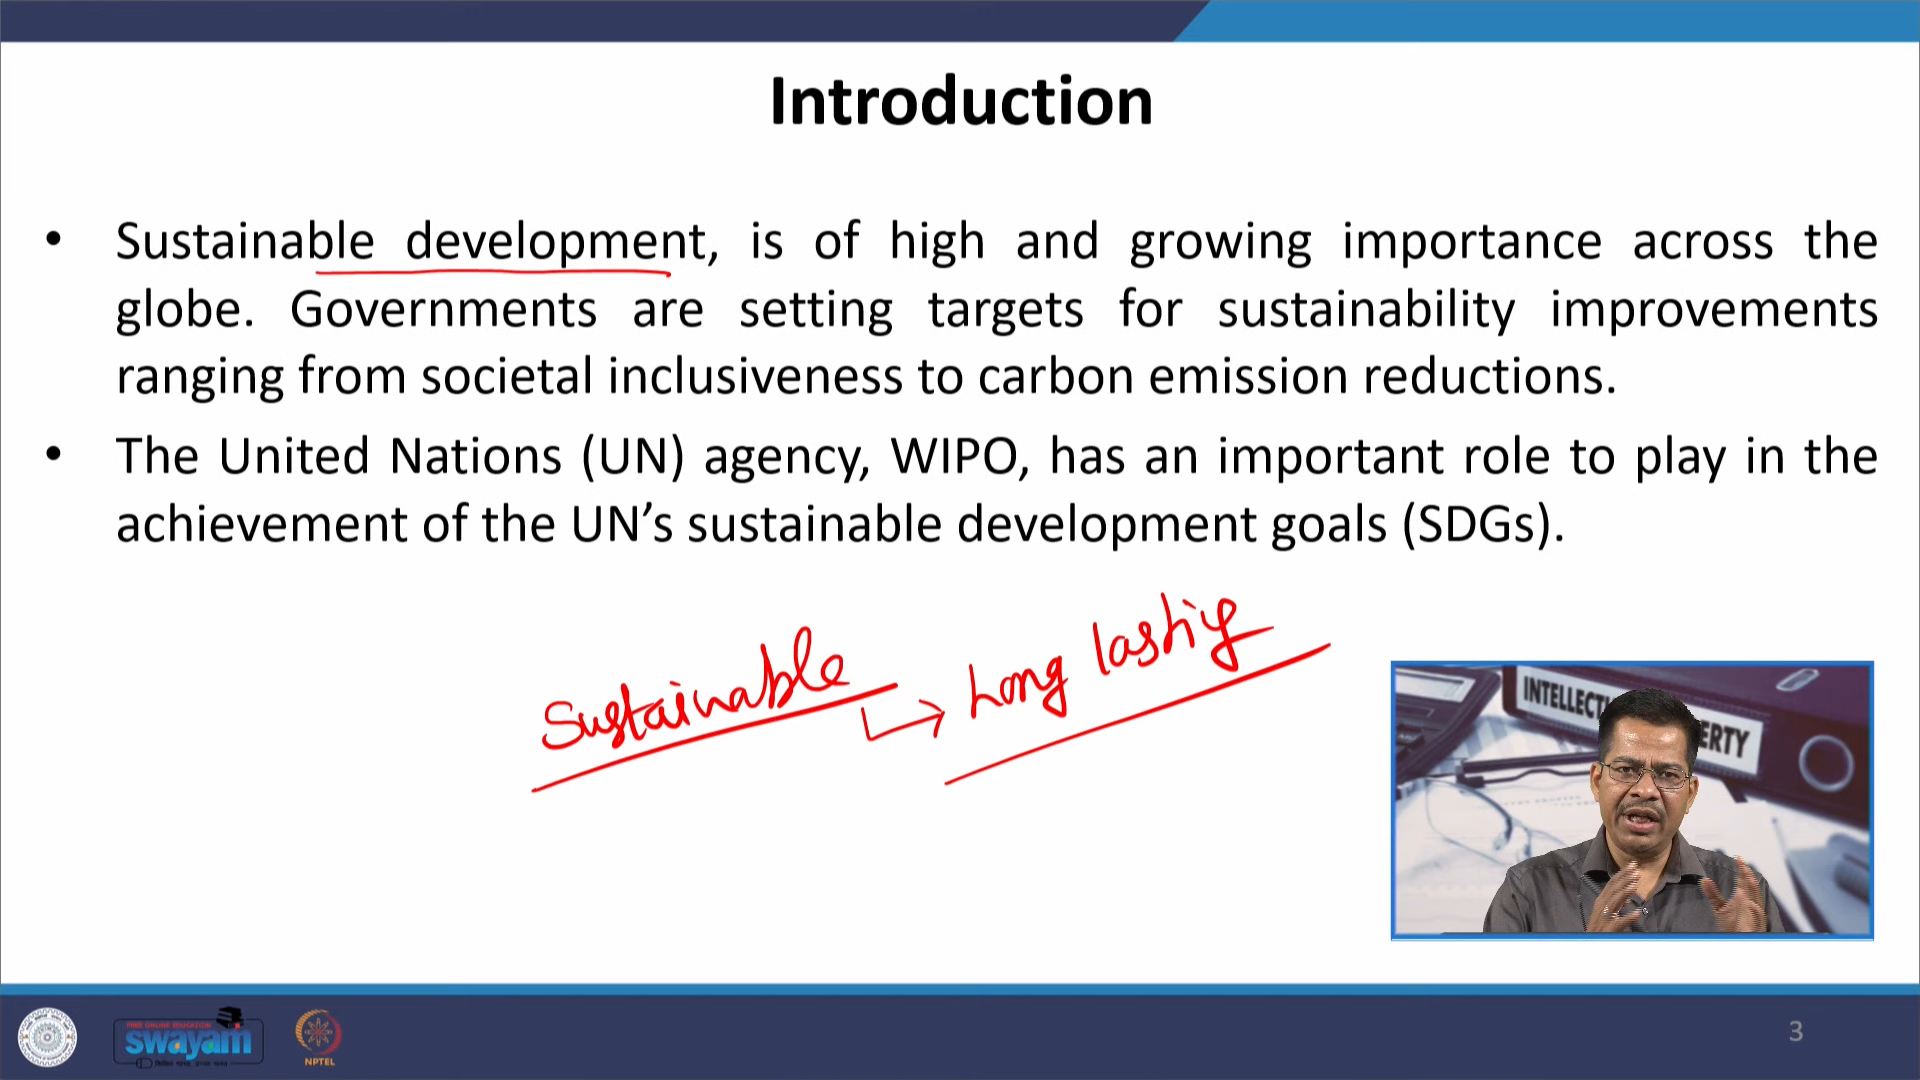 Introduction
• Sustainable development, is of high and growing importance across the
globe. Governments are setting targets for sustainability improvements
ranging from societal inclusiveness to carbon emission reductions.
• The United Nations (UN) agency, WIPO, has an important role to play in the
achievement of the UN’s sustainable development goals (SDGs).
Sustainable → Long lasting
INTELLECT ERTY
FREE ONLINE EDUCATION
swayam
NPTEL
3